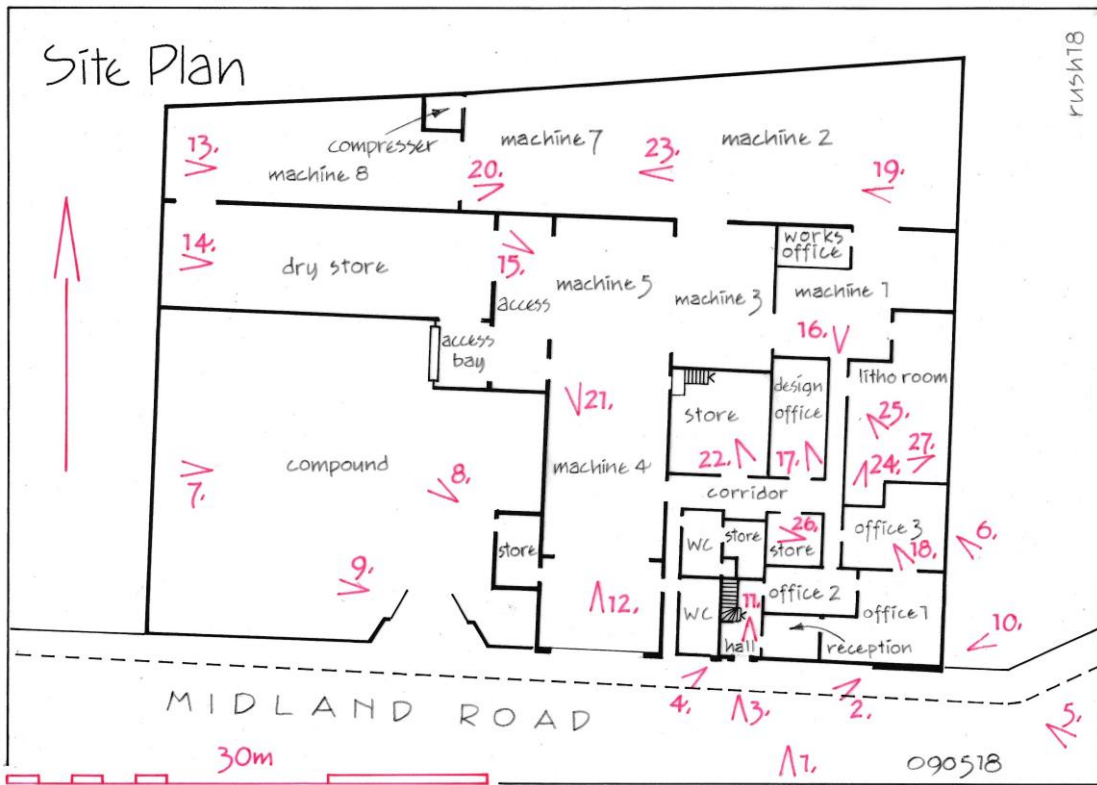 Site Plan
rush18
compresser
machine 7
machine 2
13.
machine 8
20.
23.
19.
14.
dry store
15.
access
machine 5
machine 3
works
office
machine 1
16.
access
bay
21.
store
design
office
litho room
25.
27.
24.
22.
17.
compound
7.
8.
machine 4
corridor
WC
store
26.
store
office 3
18.
6.
store
9.
12.
WC
11.
hall
office 2
office 1
reception
10.
4.
3.
2.
5.
1.
MIDLAND ROAD
30m
090518